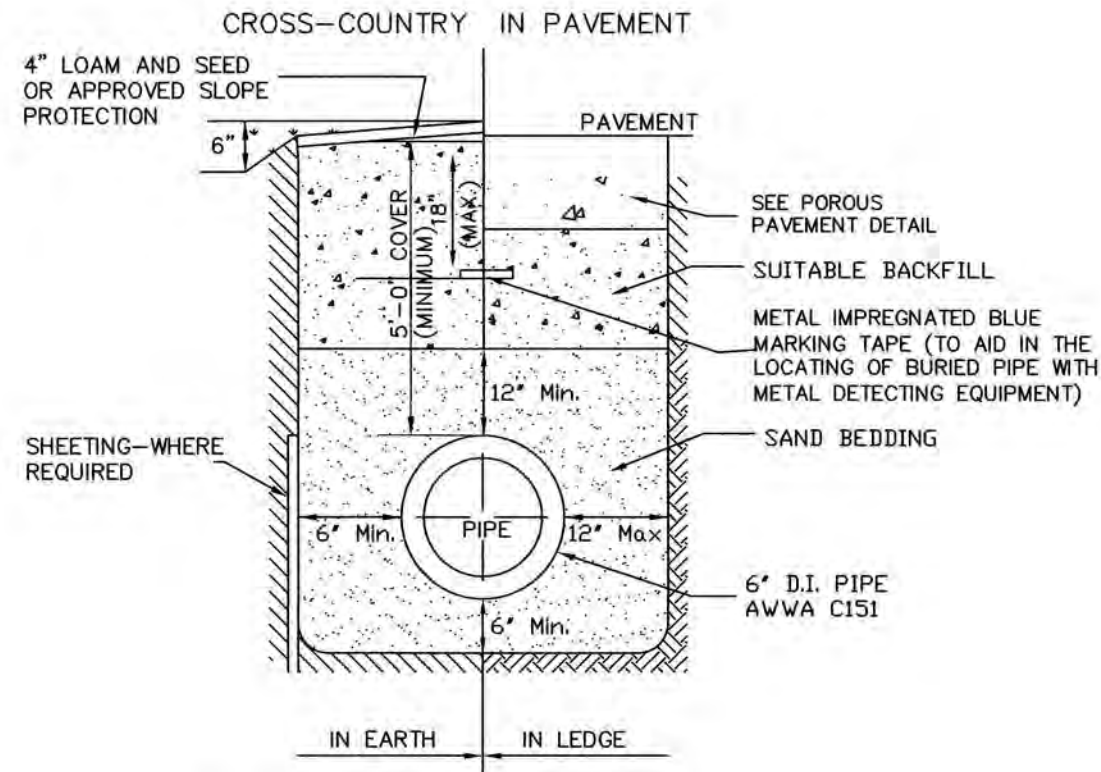 CROSS-COUNTRY IN PAVEMENT
4" LOAM AND SEED
OR APPROVED SLOPE
PROTECTION
6"
PAVEMENT
5'-0" COVER
(MINIMUM)
18"
(MAX.)
SEE POROUS
PAVEMENT DETAIL
SUITABLE BACKFILL
METAL IMPREGNATED BLUE
MARKING TAPE (TO AID IN THE
LOCATING OF BURIED PIPE WITH
METAL DETECTING EQUIPMENT)
12" Min.
SAND BEDDING
SHEETING-WHERE
REQUIRED
6" Min.
PIPE
12" Max
6" D.I. PIPE
AWWA C151
6" Min.
IN EARTH
IN LEDGE